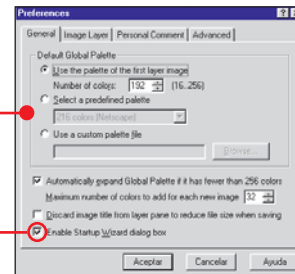 Preferences
General Image Layer Personal Comment Advanced
Default Global Palette
Use the palette of the first layer image
Number of colors: 192 (16..256)
Select a predefined palette
216 colors (Netscape)
Use a custom palette file
Browse...
Automatically expand Global Palette if it has fewer than 256 colors
Maximum number of colors to add for each new image 32
Discard image title from layer pane to reduce file size when saving
Enable Startup Wizard dialog box
Aceptar Cancelar Ayuda